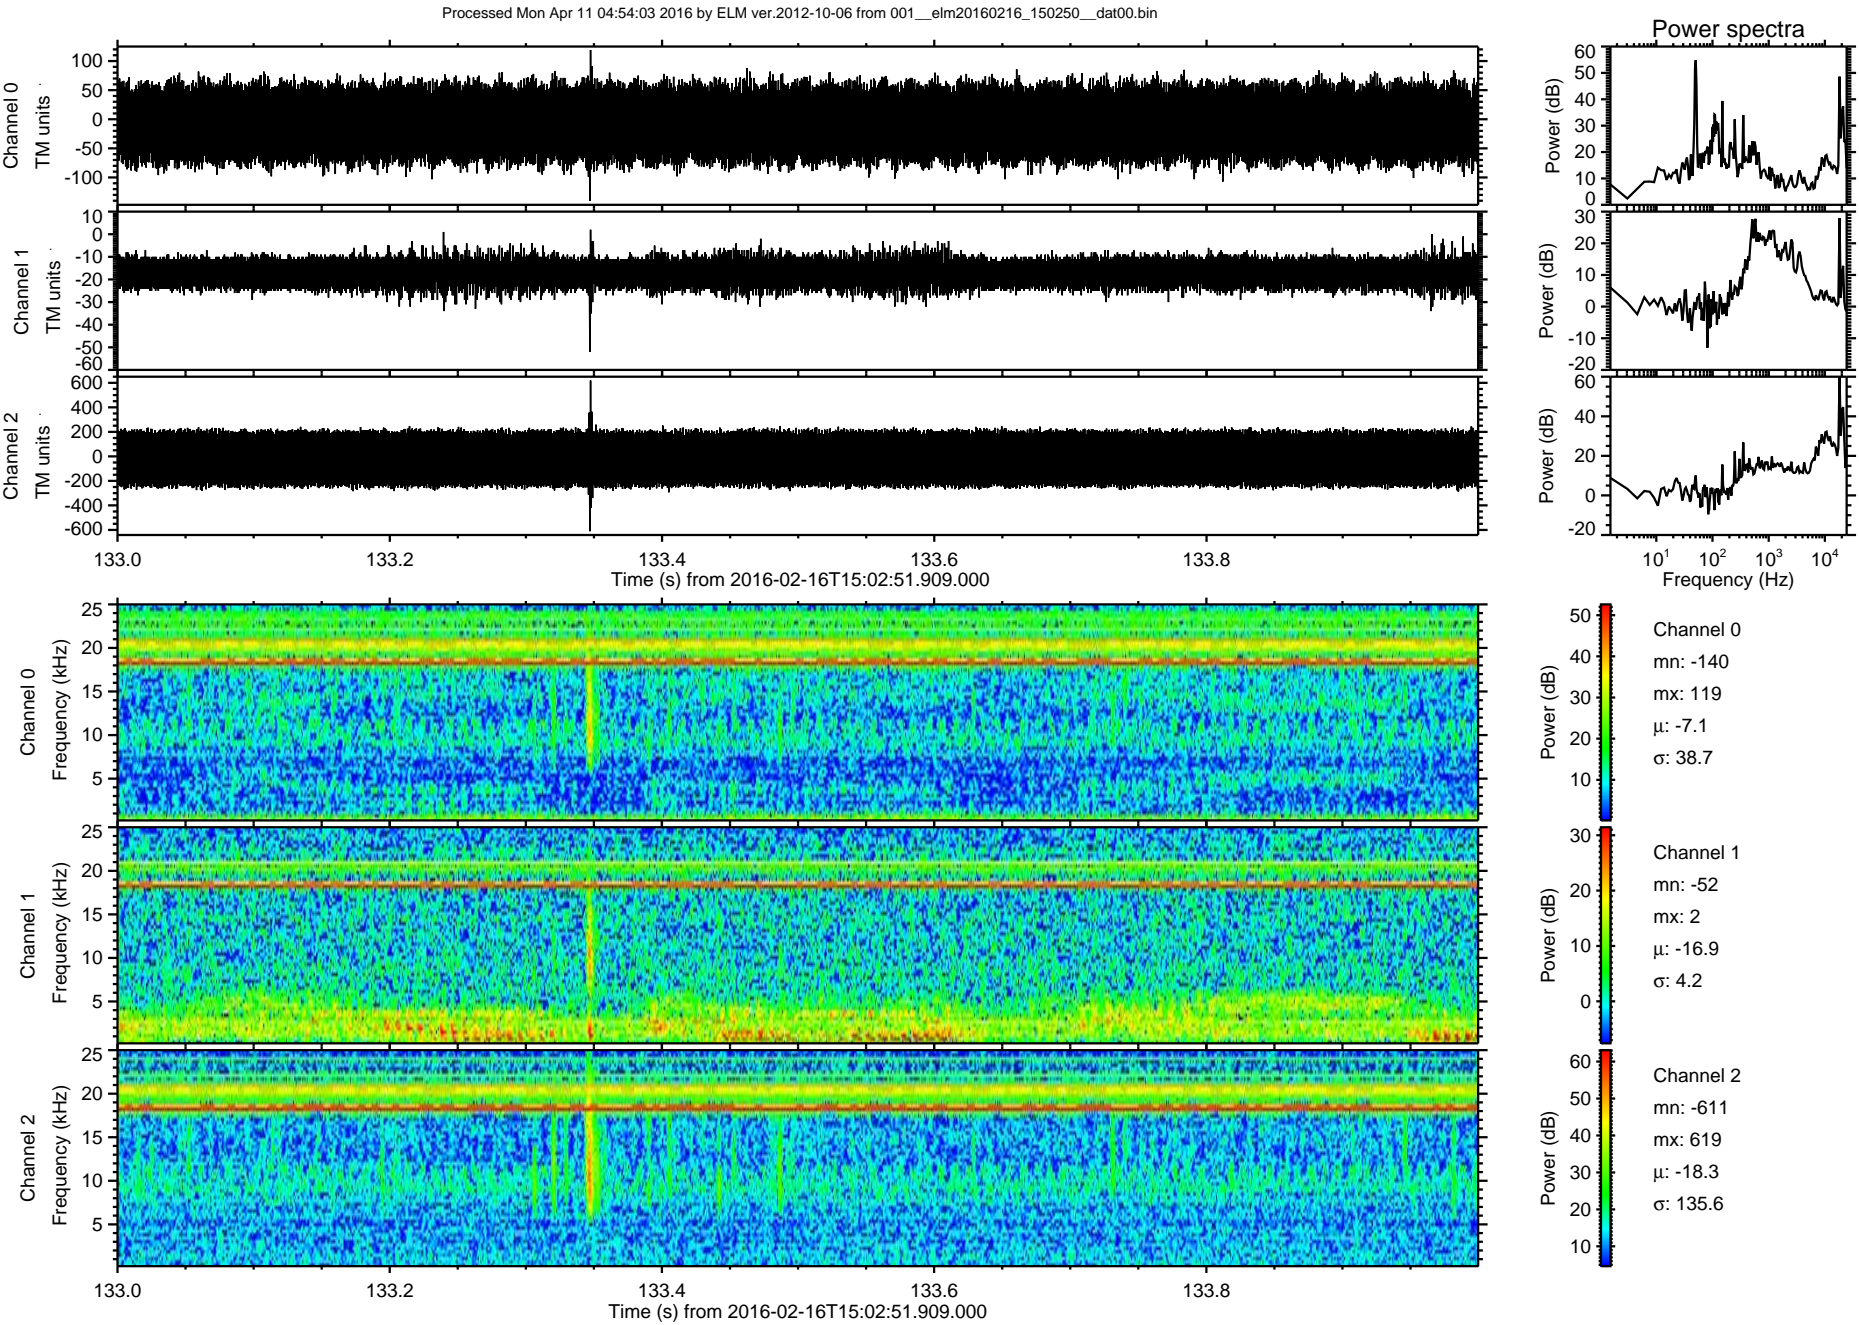 Processed Mon Apr 11 04:54:03 2016 by ELM ver.2012-10-06 from 001__elm20160216_150250__dat00.bin
Power spectra
Channel 0
TM units
100
50
0
-50
-100
Power (dB)
60
50
40
30
20
10
0
Channel 1
TM units
10
0
-10
-20
-30
-40
-50
-60
Power (dB)
30
20
10
0
-10
-20
Channel 2
TM units
600
400
200
0
-200
-400
-600
Power (dB)
60
40
20
0
-20
133.0 133.2 133.4 133.6 133.8
Time (s) from 2016-02-16T15:02:51.909.000
10¹ 10² 10³ 10⁴
Frequency (Hz)
Channel 0
Frequency (kHz)
25
20
15
10
5
Power (dB)
50
40
30
20
10
Channel 0
mn: -140
mx: 119
μ: -7.1
σ: 38.7
Channel 1
Frequency (kHz)
25
20
15
10
5
Power (dB)
30
20
10
0
Channel 1
mn: -52
mx: 2
μ: -16.9
σ: 4.2
Channel 2
Frequency (kHz)
25
20
15
10
5
Power (dB)
60
50
40
30
20
10
Channel 2
mn: -611
mx: 619
μ: -18.3
σ: 135.6
133.0 133.2 133.4 133.6 133.8
Time (s) from 2016-02-16T15:02:51.909.000